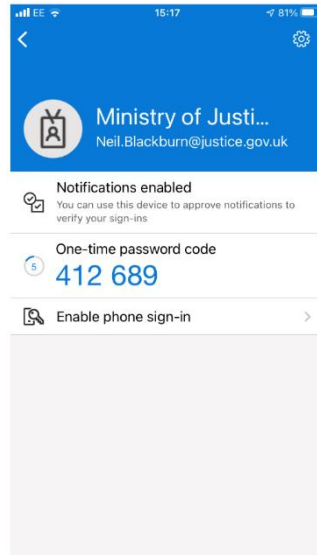 EE 15:17 81%
Ministry of Justi...
Neil.Blackburn@justice.gov.uk
Notifications enabled
You can use this device to approve notifications to
verify your sign-ins
One-time password code
5
412 689
Enable phone sign-in